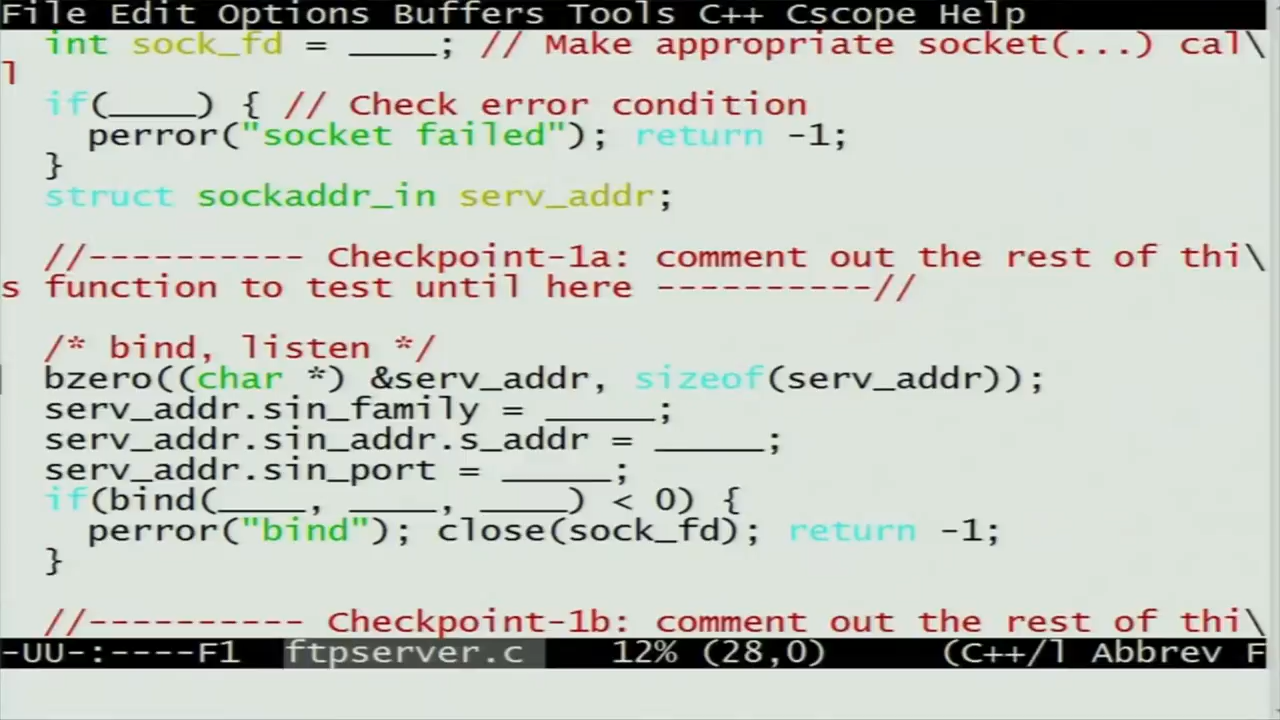 File Edit Options Buffers Tools C++ Cscope Help
int sock_fd = ____; // Make appropriate socket(...) cal\
l
if(____) { // Check error condition
perror("socket failed"); return -1;
}
struct sockaddr_in serv_addr;
//---------- Checkpoint-1a: comment out the rest of thi\
s function to test until here ----------//
/* bind, listen */
bzero((char *) &serv_addr, sizeof(serv_addr));
serv_addr.sin_family = _____;
serv_addr.sin_addr.s_addr = _____;
serv_addr.sin_port = _____;
if(bind(____, ____, ____) < 0) {
perror("bind"); close(sock_fd); return -1;
}
//---------- Checkpoint-1b: comment out the rest of thi\
-UU-:----F1 ftpserver.c 12% (28,0) (C++/l Abbrev F